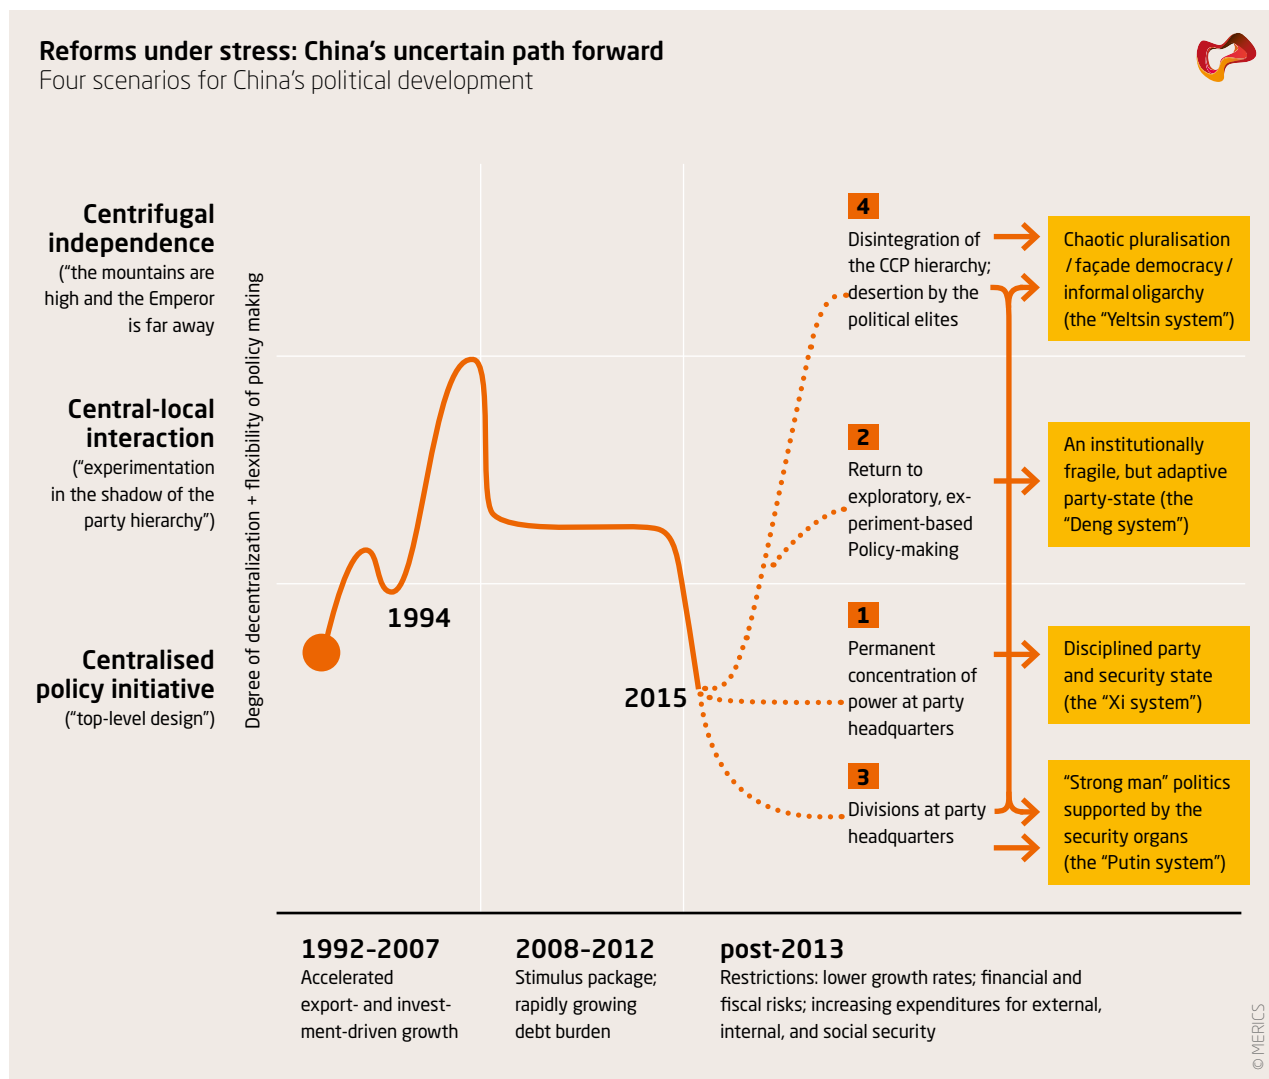 Reforms under stress: China's uncertain path forward
Four scenarios for China's political development
Centrifugal
independence
(“the mountains are
high and the Emperor
is far away
Central-local
interaction
(“experimentation
in the shadow of the
party hierarchy”)
Centralised
policy initiative
(“top-level design”)
Degree of decentralization + flexibility of policy making
1994
2015
4
Disintegration of
the CCP hierarchy;
desertion by the
political elites
Chaotic pluralisation
/ façade democracy /
informal oligarchy
(the “Yeltsin system”)
2
Return to
exploratory, ex-
periment-based
Policy-making
An institutionally
fragile, but adaptive
party-state (the
“Deng system”)
1
Permanent
concentration of
power at party
headquarters
Disciplined party
and security state
(the “Xi system”)
3
Divisions at party
headquarters
“Strong man” politics
supported by the
security organs
(the “Putin system”)
1992–2007
Accelerated
export- and invest-
ment-driven growth
2008–2012
Stimulus package;
rapidly growing
debt burden
post-2013
Restrictions: lower growth rates; financial and
fiscal risks; increasing expenditures for external,
internal, and social security
© MERICS